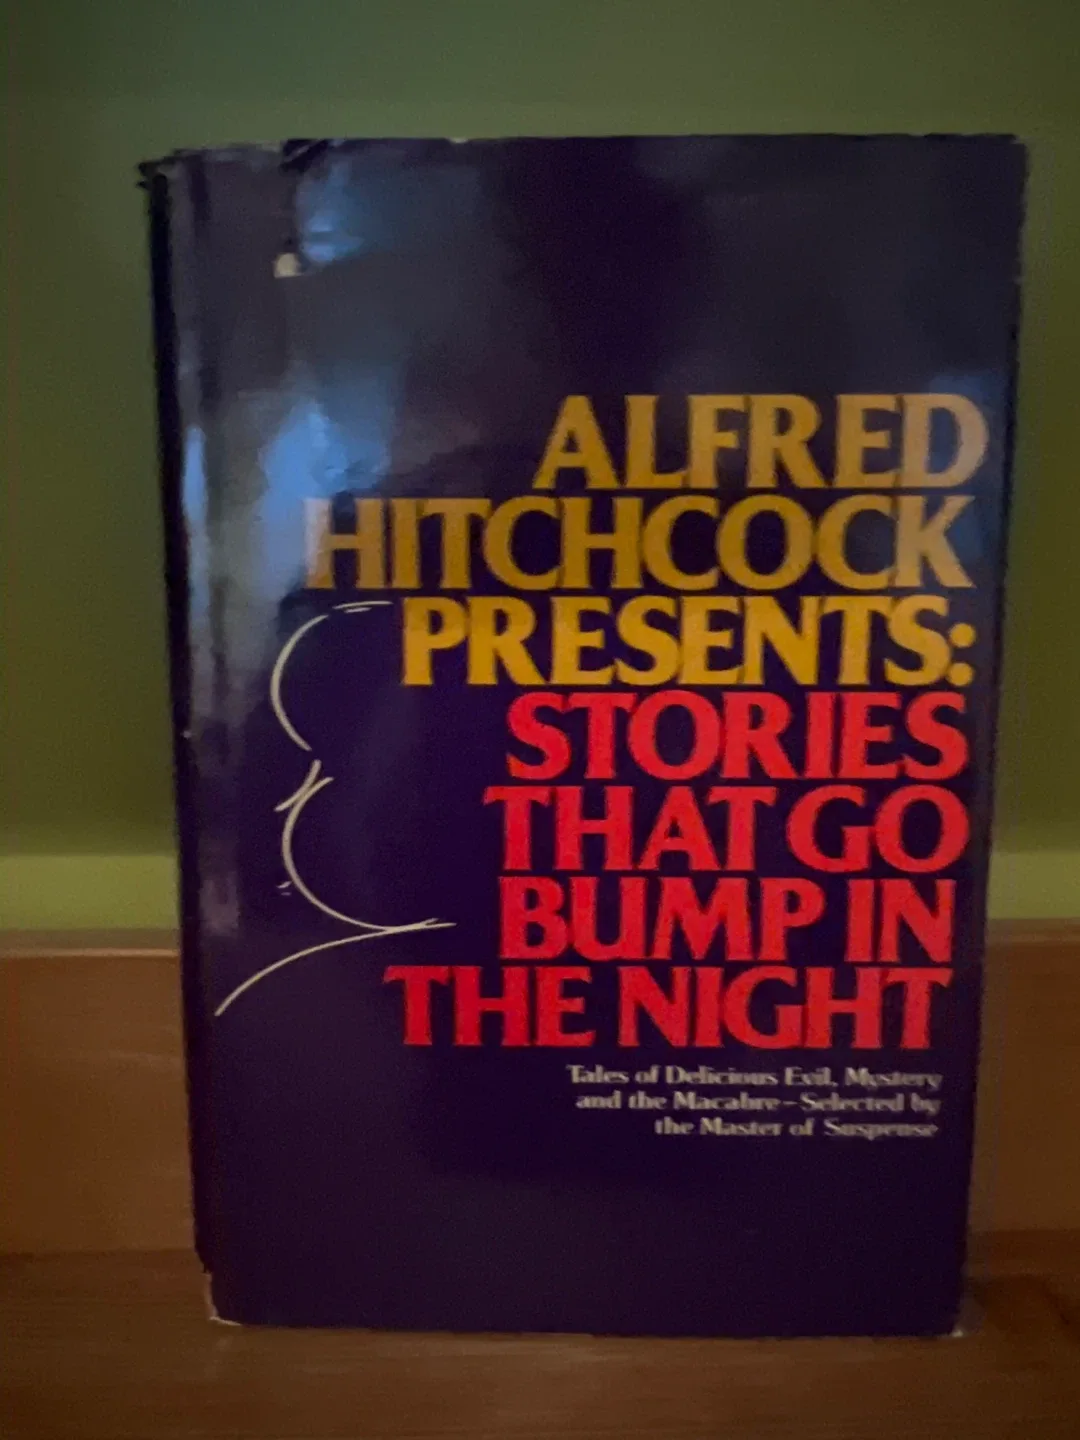 ALFRED
HITCHCOCK
PRESENTS:
STORIES
THAT GO
BUMP IN
THE NIGHT
Tales of Delicious Evil, Mystery
and the Macabre - Selected by
the Master of Suspense